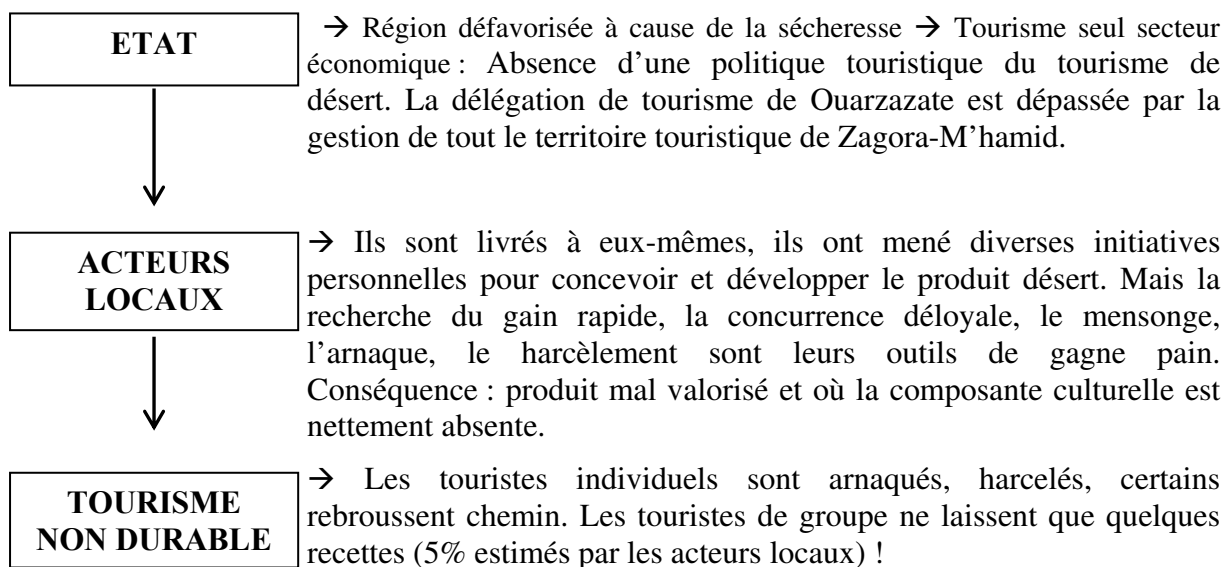 ETAT
→ Région défavorisée à cause de la sécheresse → Tourisme seul secteur
économique : Absence d’une politique touristique du tourisme de
désert. La délégation de tourisme de Ouarzazate est dépassée par la
gestion de tout le territoire touristique de Zagora-M’hamid.
ACTEURS
LOCAUX
→ Ils sont livrés à eux-mêmes, ils ont mené diverses initiatives
personnelles pour concevoir et développer le produit désert. Mais la
recherche du gain rapide, la concurrence déloyale, le mensonge,
l’arnaque, le harcèlement sont leurs outils de gagne pain.
Conséquence : produit mal valorisé et où la composante culturelle est
nettement absente.
TOURISME
NON DURABLE
→ Les touristes individuels sont arnaqués, harcelés, certains
rebroussent chemin. Les touristes de groupe ne laissent que quelques
recettes (5% estimés par les acteurs locaux) !